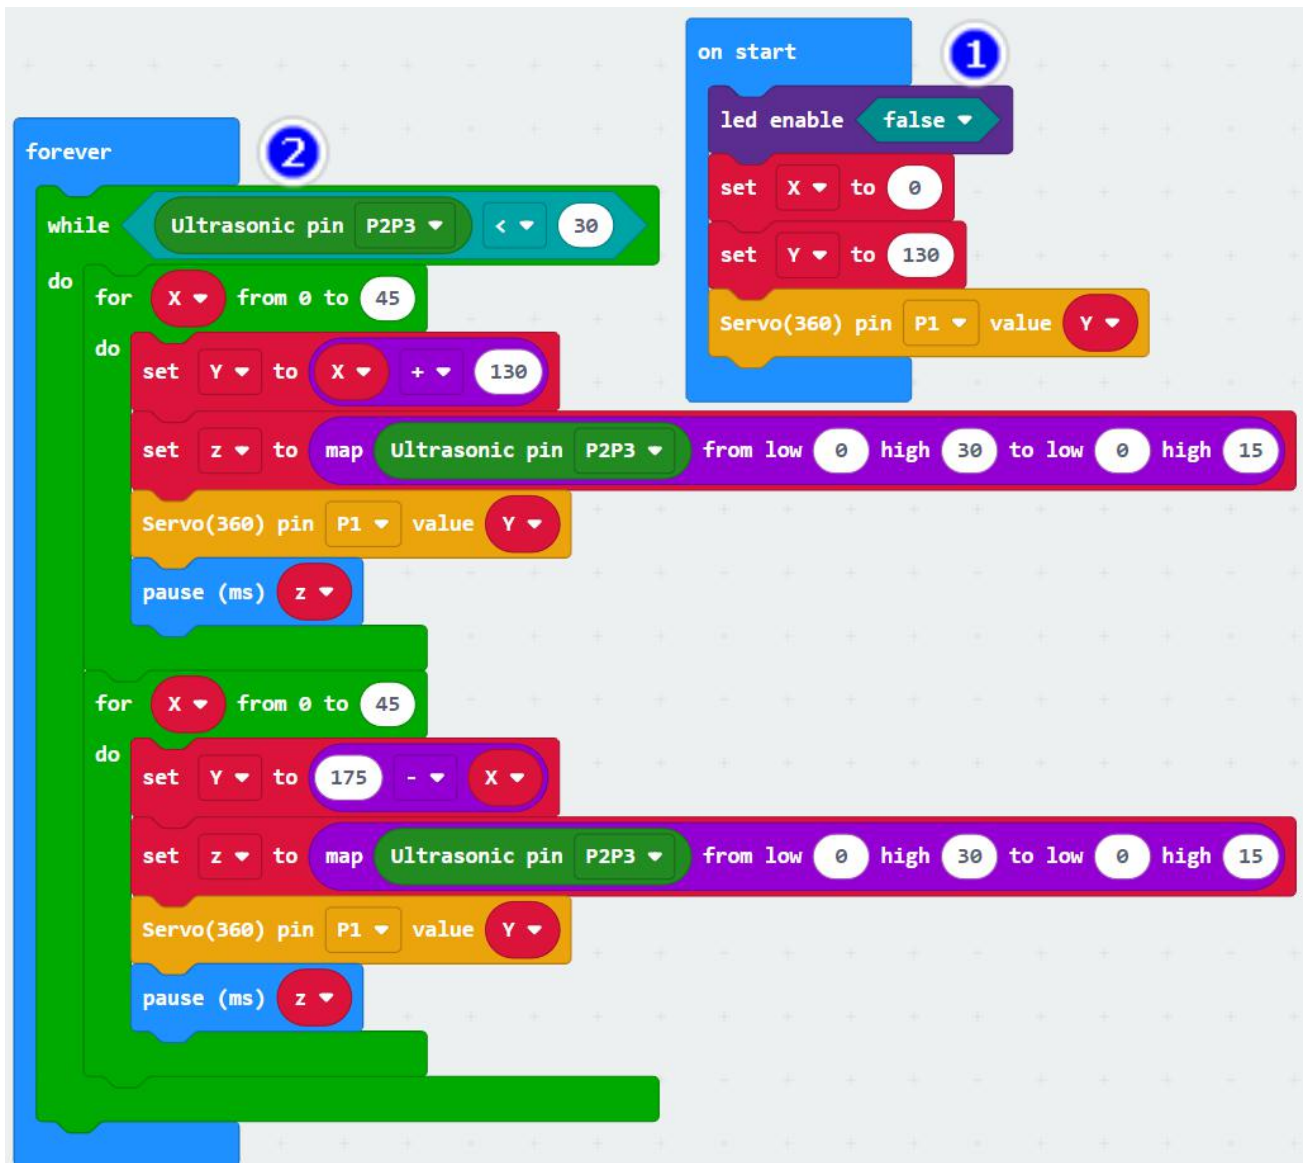 on start
1
led enable false
set X to 0
set Y to 130
Servo(360) pin P1 value Y
forever
2
while Ultrasonic pin P2P3 < 30
do
for X from 0 to 45
do
set Y to X + 130
set z to map Ultrasonic pin P2P3 from low 0 high 30 to low 0 high 15
Servo(360) pin P1 value Y
pause (ms) z
for X from 0 to 45
do
set Y to 175 - X
set z to map Ultrasonic pin P2P3 from low 0 high 30 to low 0 high 15
Servo(360) pin P1 value Y
pause (ms) z